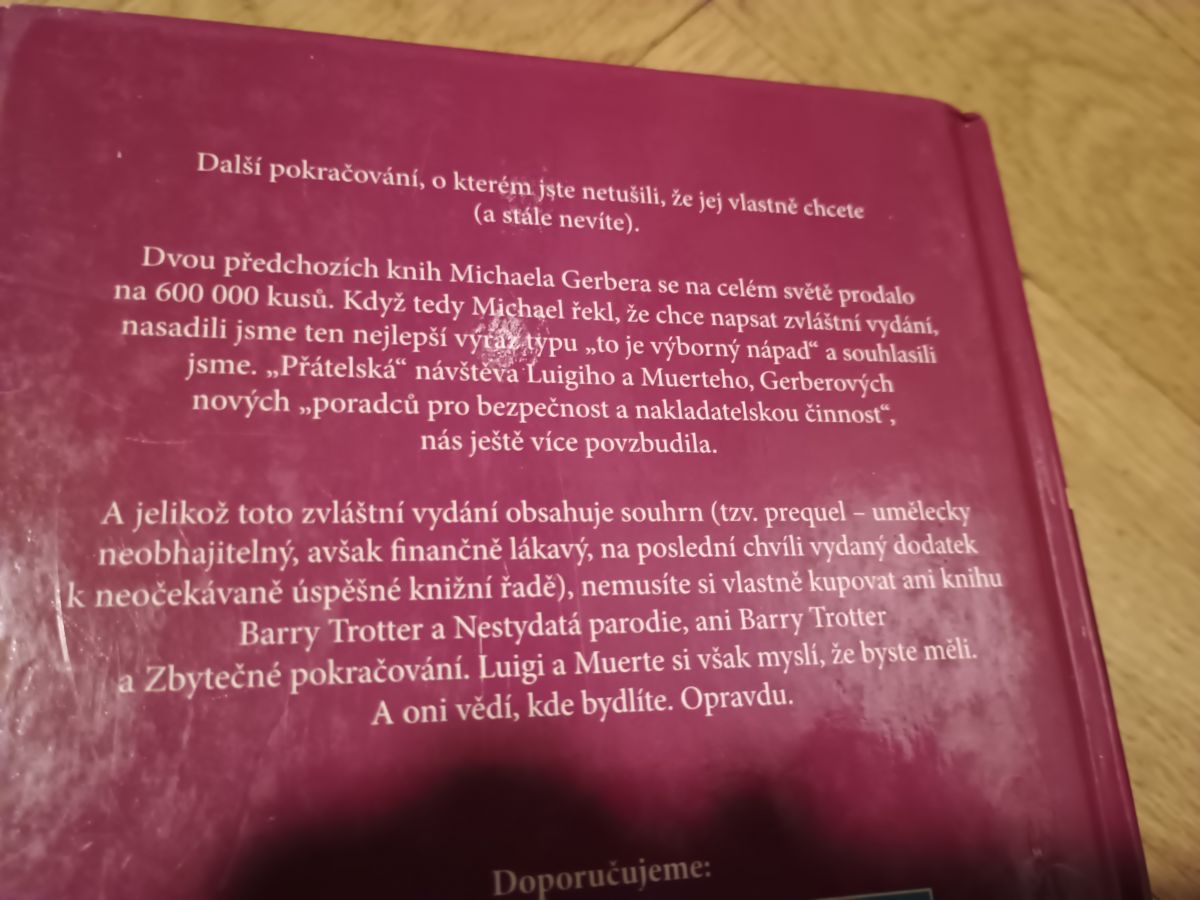 Další pokračování, o kterém jste netušili, že jej vlastně chcete
(a stále nevíte).
Dvou předchozích knih Michaela Gerbera se na celém světě prodalo
na 600 000 kusů. Když tedy Michael řekl, že chce napsat zvláštní vydání,
nasadili jsme ten nejlepší výraz typu „to je výborný nápad“ a souhlasili
jsme. „Přátelská“ návštěva Luigiho a Muerteho, Gerberových
nových „poradců pro bezpečnost a nakladatelskou činnost“,
nás ještě více povzbudila.
A jelikož toto zvláštní vydání obsahuje souhrn (tzv. prequel – umělecky
neobhajitelný, avšak finančně lákavý, na poslední chvíli vydaný dodatek
k neočekávaně úspěšné knižní řadě), nemusíte si vlastně kupovat ani knihu
Barry Trotter a Nestydatá parodie, ani Barry Trotter
a Zbytečné pokračování. Luigi a Muerte si však myslí, že byste měli.
A oni vědí, kde bydlíte. Opravdu.
Doporučujeme: